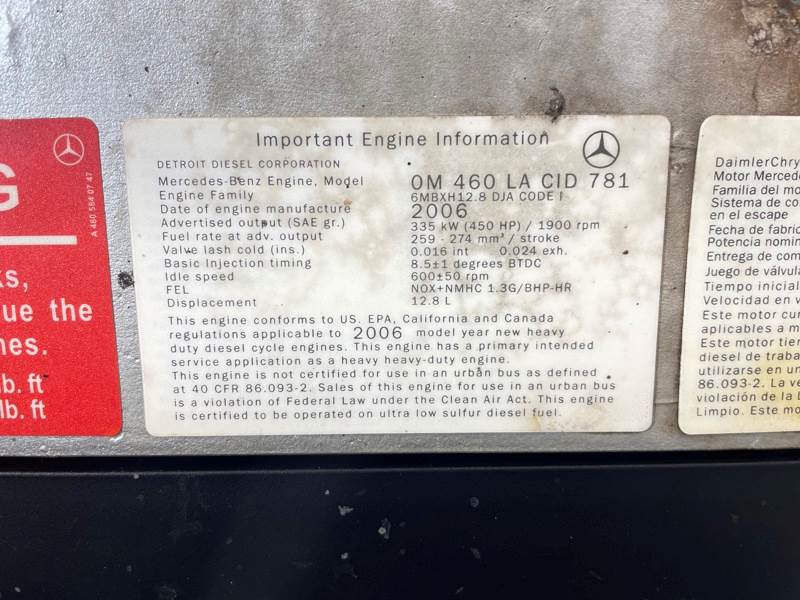 G
A 460 584 07 47
ks,
ue the
nes.
lb. ft
lb. ft
Important Engine Information
DETROIT DIESEL CORPORATION
Mercedes-Benz Engine, Model OM 460 LA CID 781
Engine Family 6MBXH12.8 DJA CODE 1
Date of engine manufacture 2006
Advertised output (SAE gr.) 335 kW (450 HP) / 1900 rpm
Fuel rate at adv. output 259 - 274 mm³ / stroke
Valve lash cold (ins.) 0.016 int 0.024 exh.
Basic Injection timing 8.5±1 degrees BTDC
Idle speed 600±50 rpm
FEL NOX+NMHC 1.3G/BHP-HR
Displacement 12.8 L
This engine conforms to US. EPA, California and Canada
regulations applicable to 2006 model year new heavy
duty diesel cycle engines. This engine has a primary intended
service application as a heavy heavy-duty engine.
This engine is not certified for use in an urban bus as defined
at 40 CFR 86.093-2. Sales of this engine for use in an urban bus
is a violation of Federal Law under the Clean Air Act. This engine
is certified to be operated on ultra low sulfur diesel fuel.
DaimlerChry
Motor Mercede
Familia del mo
Sistema de co
en el escape
Fecha de fabric
Potencia nomin
Entrega de com
Juego de válvula
Tiempo inicial
Velocidad en v
Este motor cum
aplicables a m
Este motor tien
diesel de traba
utilizarse en un
86.093-2. La ve
violación de la L
Limpio. Este mo